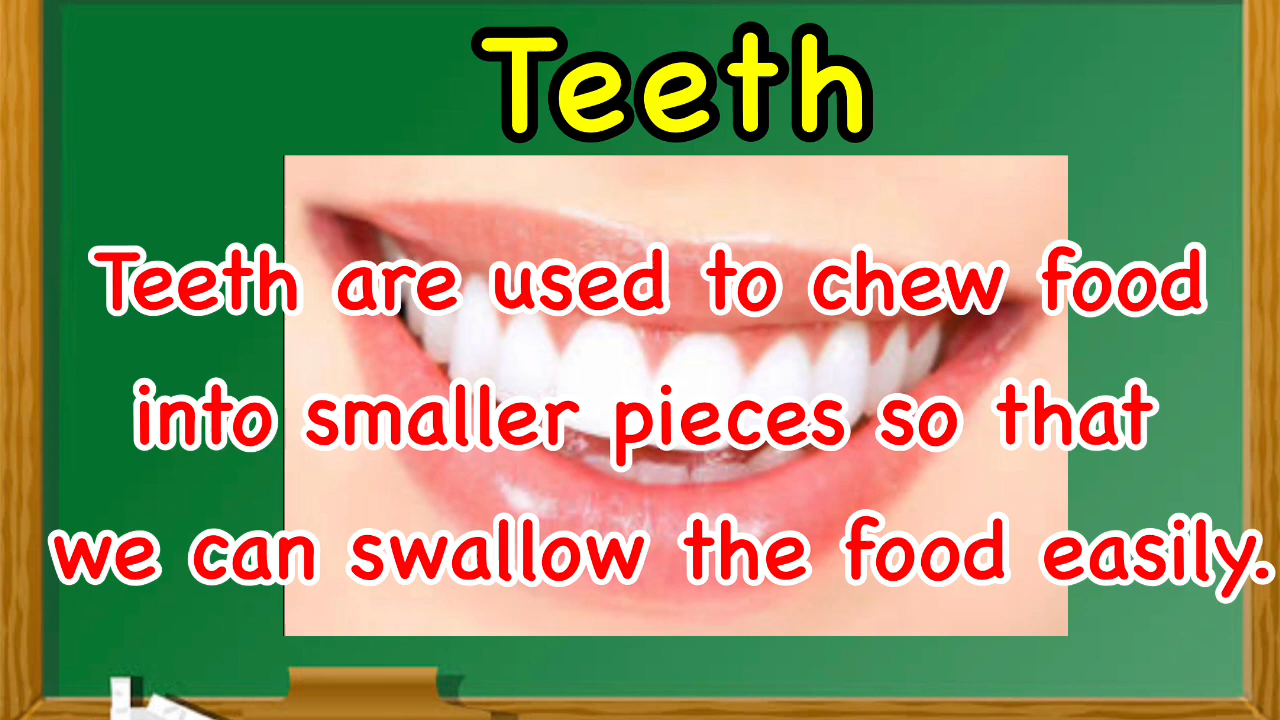 Teeth
Teeth are used to chew food
into smaller pieces so that
we can swallow the food easily.